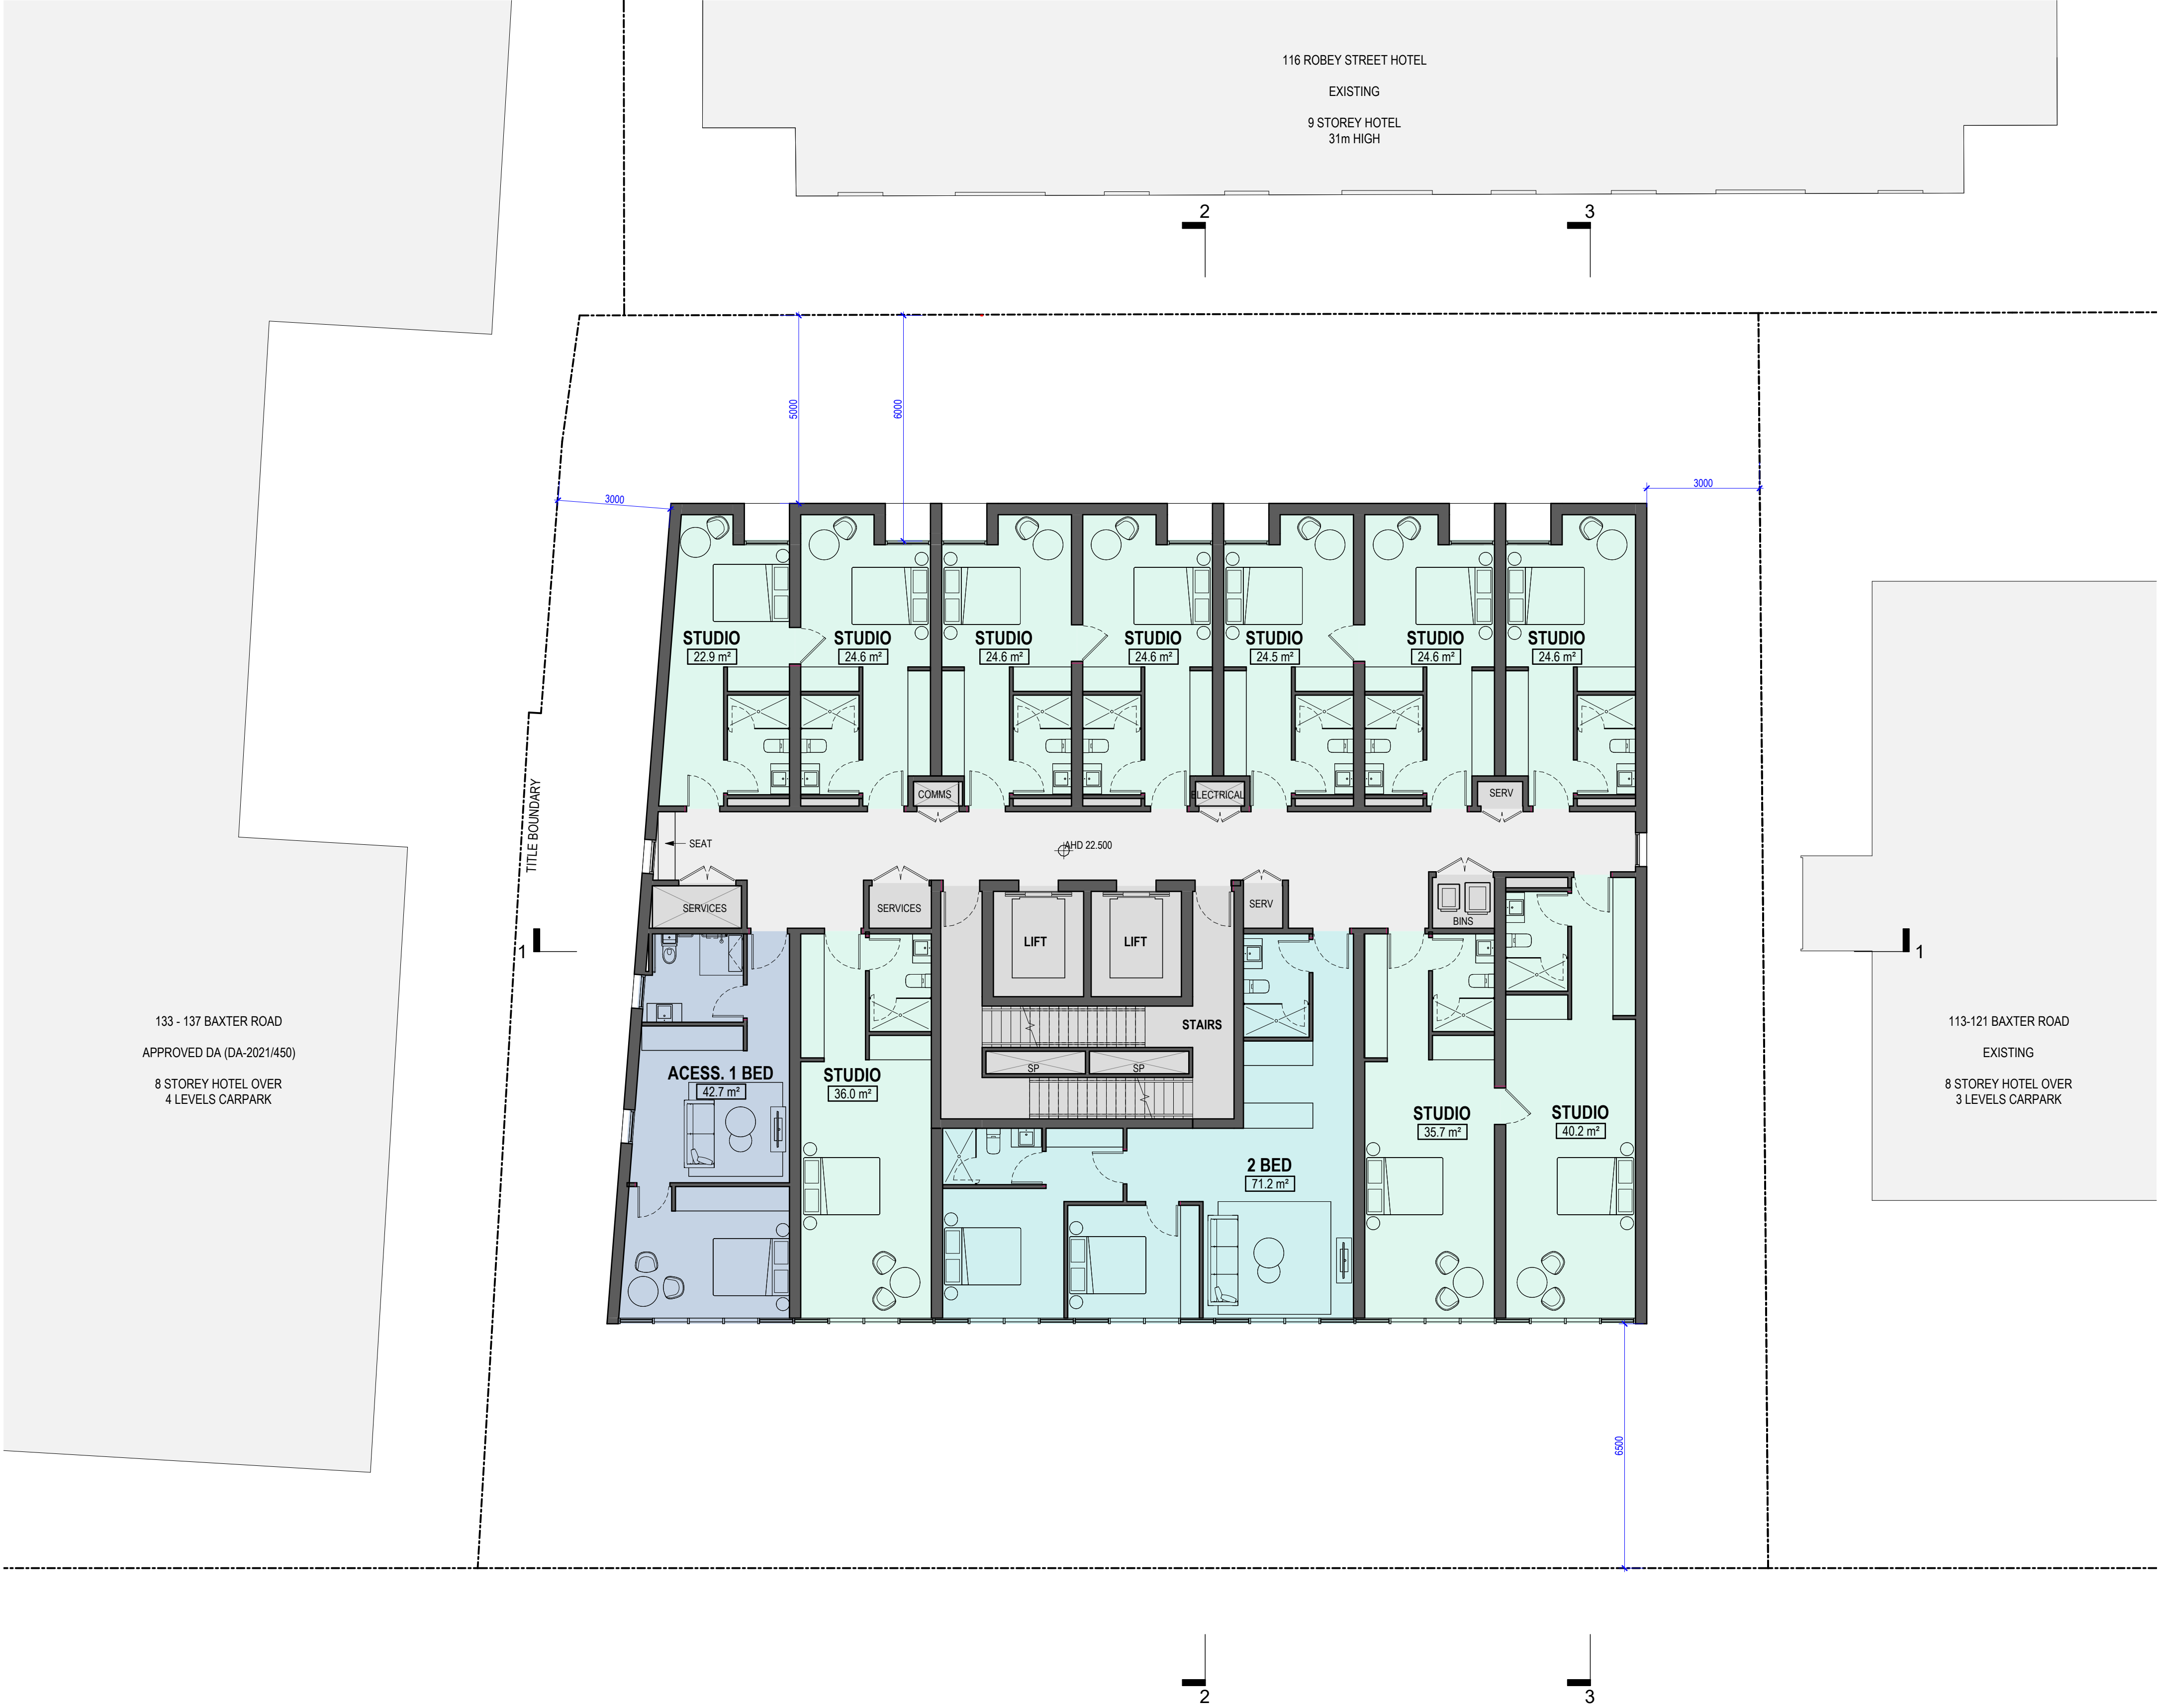 116 ROBEY STREET HOTEL
EXISTING
9 STOREY HOTEL
31m HIGH
2
3
5000
6000
3000
3000
STUDIO
22.9 m²
STUDIO
24.6 m²
STUDIO
24.6 m²
STUDIO
24.6 m²
STUDIO
24.5 m²
STUDIO
24.6 m²
STUDIO
24.6 m²
TITLE BOUNDARY
COMMS
ELECTRICAL
SERV
SEAT
AHD 22.500
SERVICES
SERVICES
SERV
BINS
1
LIFT
LIFT
1
133 - 137 BAXTER ROAD
APPROVED DA (DA-2021/450)
8 STOREY HOTEL OVER
4 LEVELS CARPARK
STAIRS
SP
SP
113-121 BAXTER ROAD
EXISTING
8 STOREY HOTEL OVER
3 LEVELS CARPARK
ACESS. 1 BED
42.7 m²
STUDIO
36.0 m²
2 BED
71.2 m²
STUDIO
35.7 m²
STUDIO
40.2 m²
6500
2
3